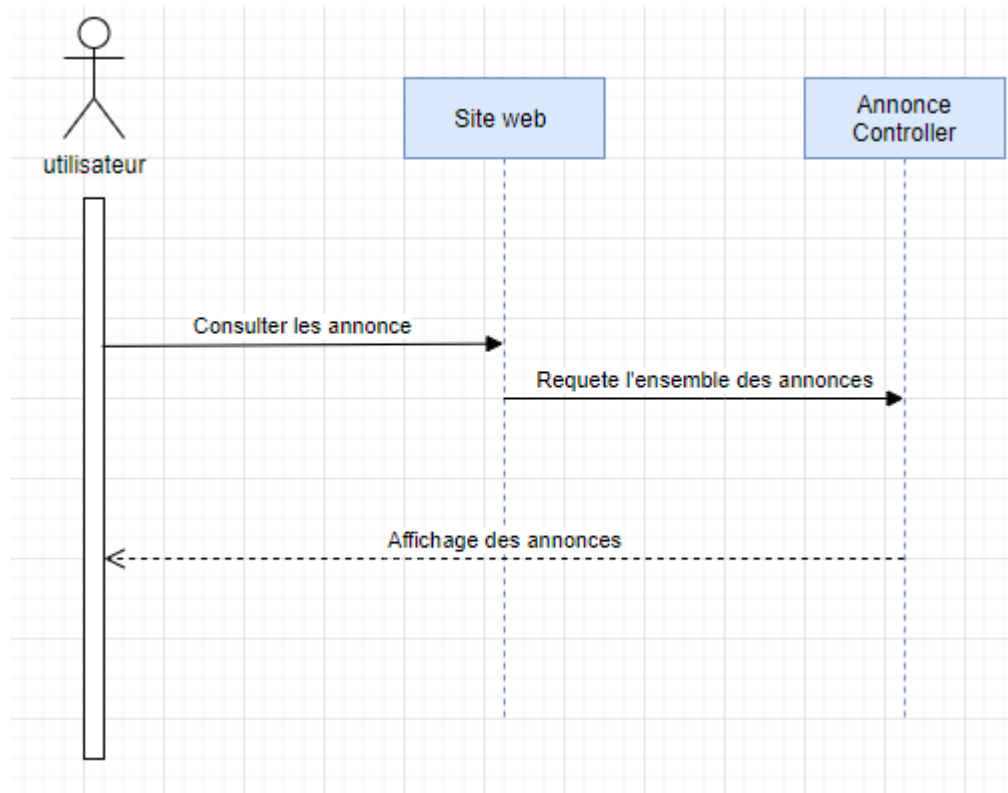 Site web
Annonce
Controller
utilisateur
Consulter les annonce
Requete l'ensemble des annonces
Affichage des annonces